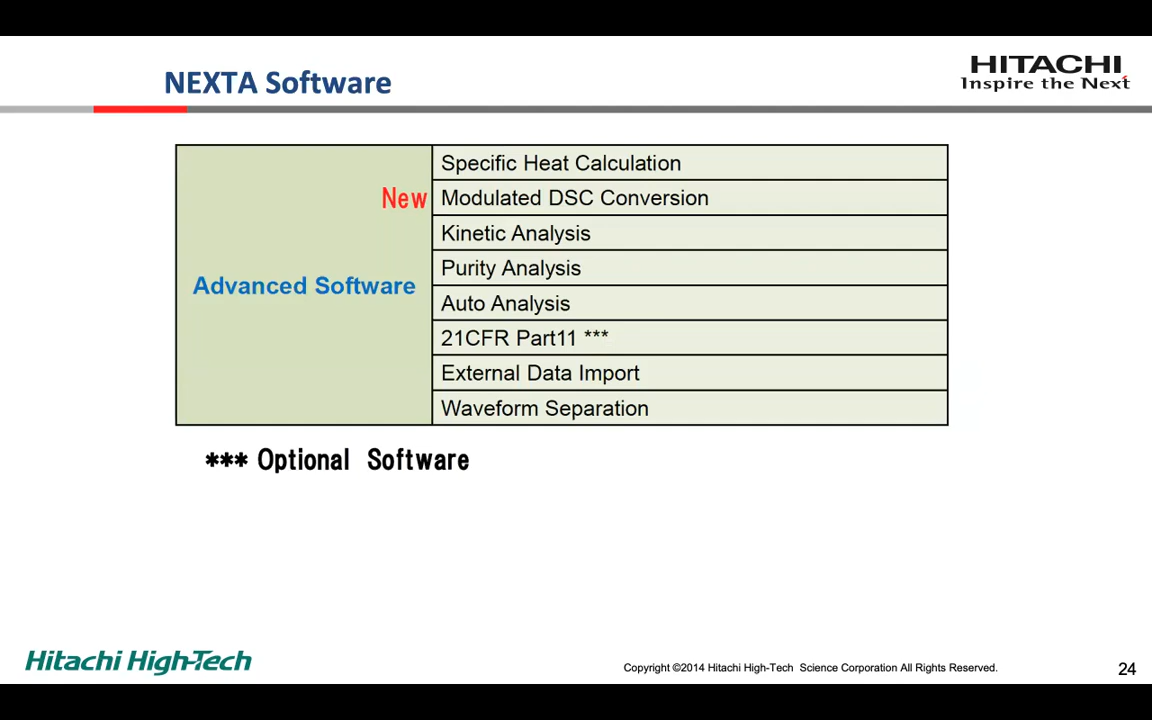 NEXTA Software
HITACHI
Inspire the Next
Advanced Software
Specific Heat Calculation
New
Modulated DSC Conversion
Kinetic Analysis
Purity Analysis
Auto Analysis
21CFR Part11 ***
External Data Import
Waveform Separation
*** Optional Software
Hitachi High-Tech
Copyright ©2014 Hitachi High-Tech Science Corporation All Rights Reserved.
24